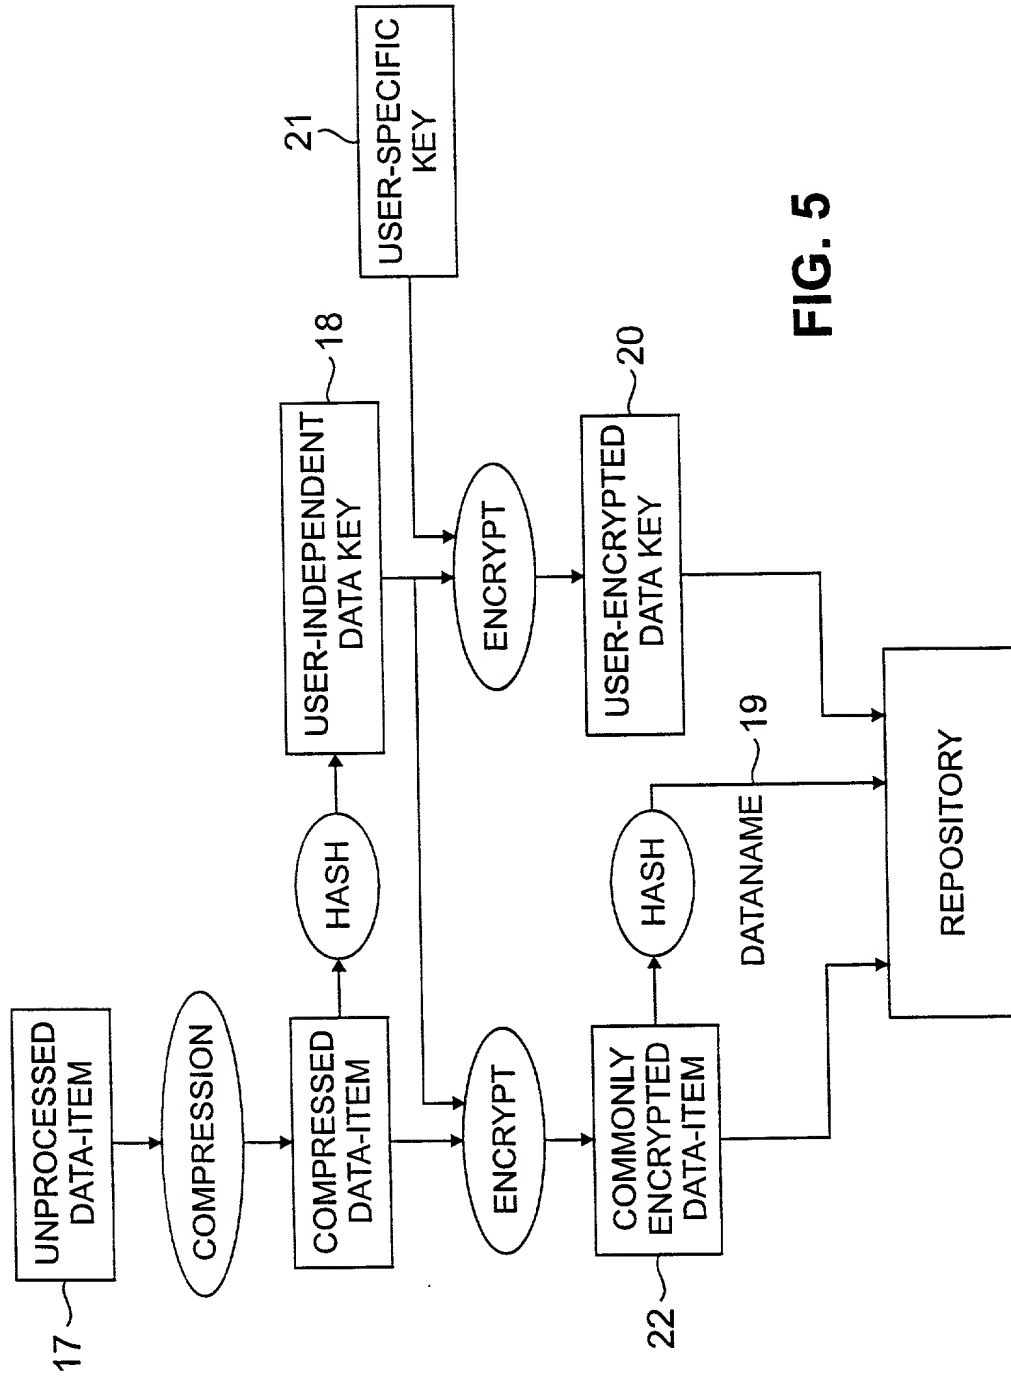 17
UNPROCESSED
DATA-ITEM
COMPRESSION
COMPRESSED
DATA-ITEM
HASH
USER-INDEPENDENT
DATA KEY
18
21
USER-SPECIFIC
KEY
ENCRYPT
ENCRYPT
COMMONLY
ENCRYPTED
DATA-ITEM
22
HASH
DATANAME
19
USER-ENCRYPTED
DATA KEY
20
REPOSITORY
FIG. 5